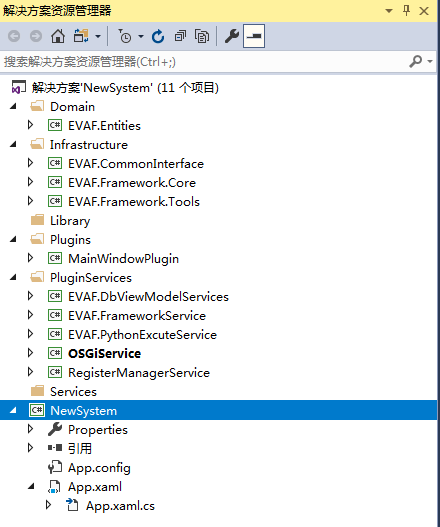 解决方案资源管理器
搜索解决方案资源管理器(Ctrl+;)
解决方案'NewSystem' (11 个项目)
Domain
C# EVAF.Entities
Infrastructure
C# EVAF.CommonInterface
C# EVAF.Framework.Core
C# EVAF.Framework.Tools
Library
Plugins
C# MainWindowPlugin
PluginServices
C# EVAF.DbViewModelServices
C# EVAF.FrameworkService
C# EVAF.PythonExcuteService
C# OSGiService
C# RegisterManagerService
Services
C# NewSystem
Properties
引用
App.config
App.xaml
App.xaml.cs